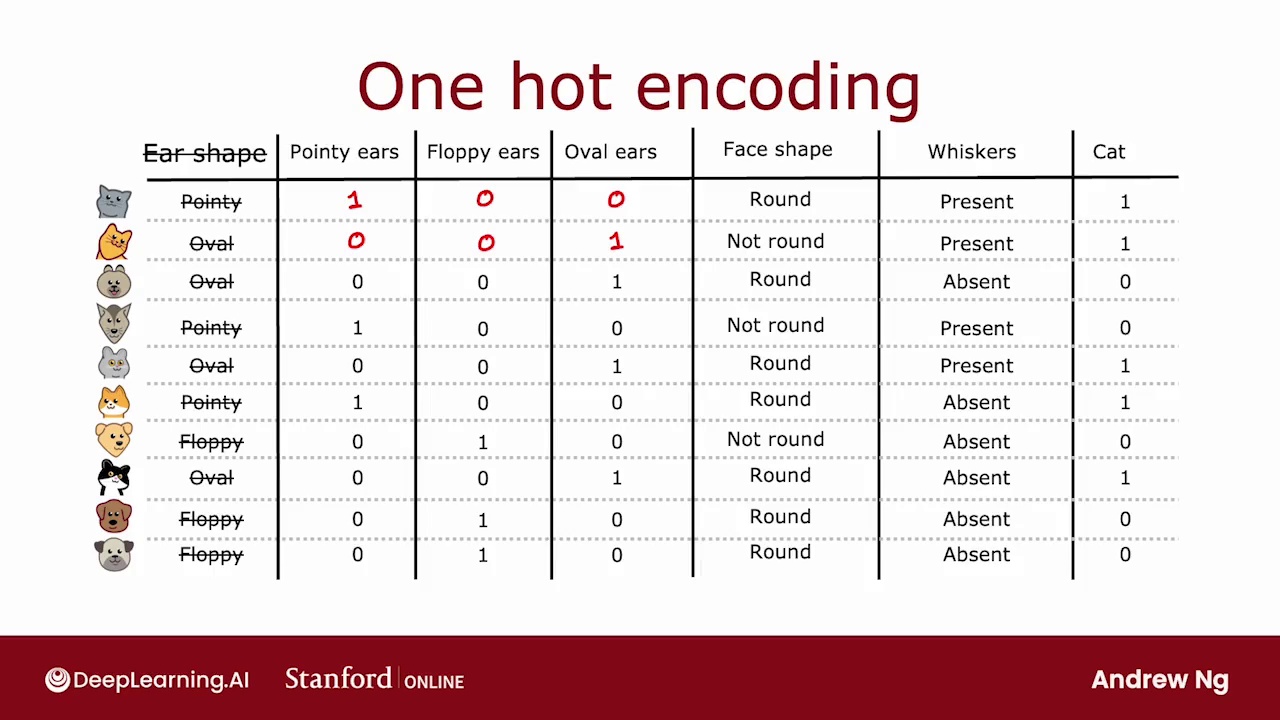 One hot encoding
Ear shape Pointy ears Floppy ears Oval ears Face shape Whiskers Cat
Pointy 1 0 0 Round Present 1
Oval 0 0 1 Not round Present 1
Oval 0 0 1 Round Absent 0
Pointy 1 0 0 Not round Present 0
Oval 0 0 1 Round Present 1
Pointy 1 0 0 Round Absent 1
Floppy 0 1 0 Not round Absent 0
Oval 0 0 1 Round Absent 1
Floppy 0 1 0 Round Absent 0
Floppy 0 1 0 Round Absent 0
DeepLearning.AI Stanford ONLINE Andrew Ng